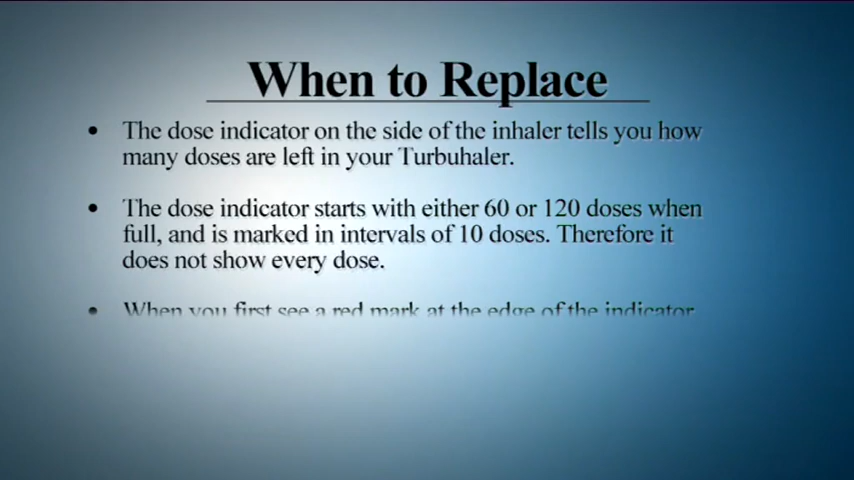 When to Replace
• The dose indicator on the side of the inhaler tells you how
many doses are left in your Turbuhaler.
• The dose indicator starts with either 60 or 120 doses when
full, and is marked in intervals of 10 doses. Therefore it
does not show every dose.
• When you first see a red mark at the edge of the indicator